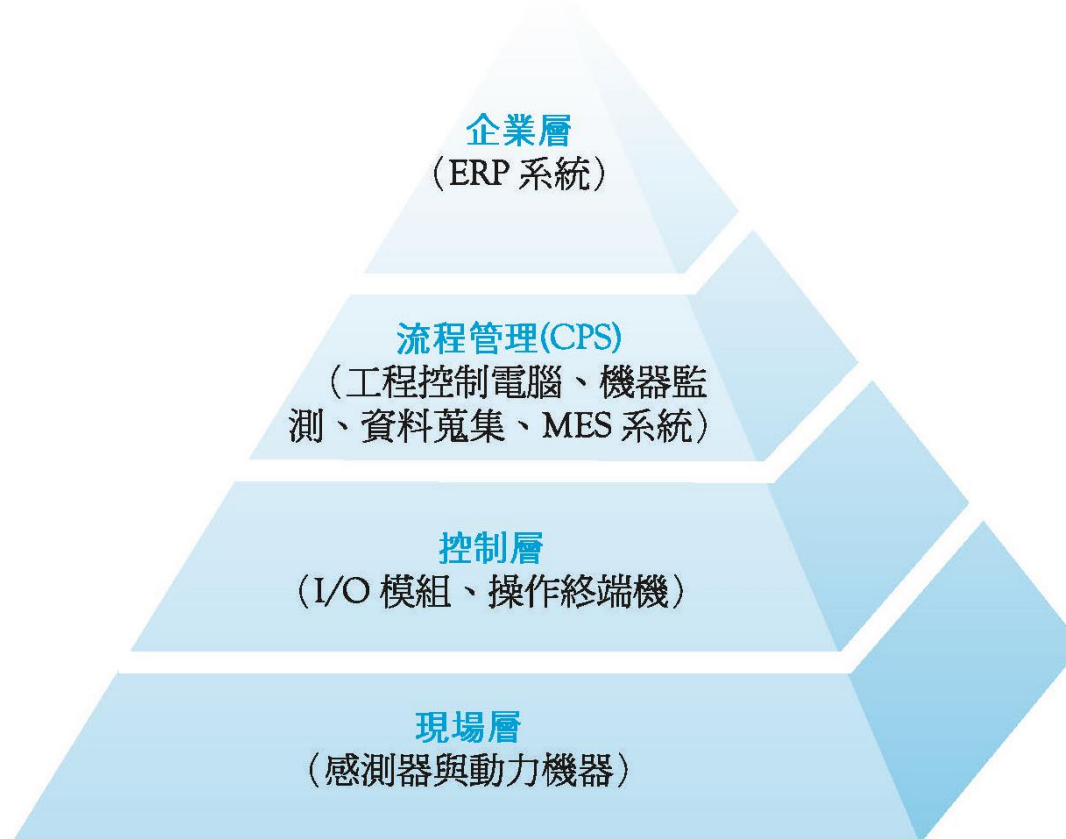 企業層
（ERP 系統）
流程管理(CPS)
（工程控制電腦、機器監
測、資料蒐集、MES 系統）
控制層
（I/O 模組、操作終端機）
現場層
（感測器與動力機器）